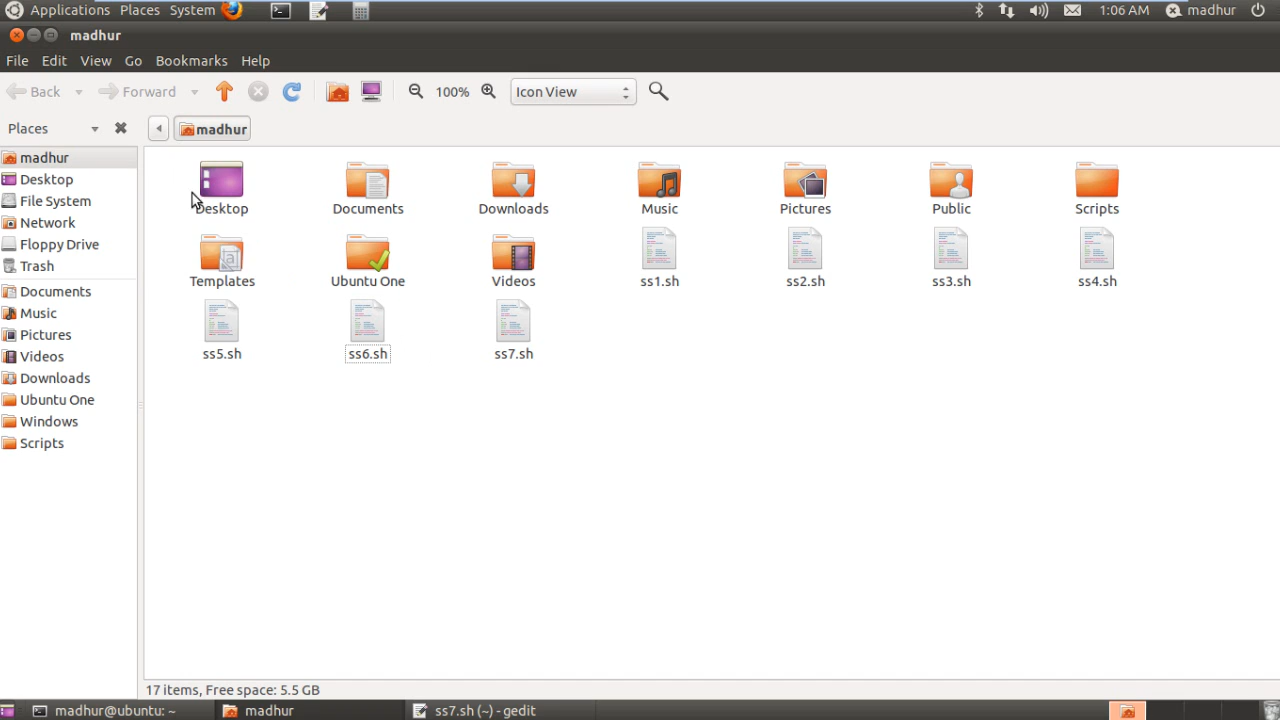 Applications Places System 1:06 AM madhur
madhur
File Edit View Go Bookmarks Help
Back Forward 100% Icon View
Places madhur
madhur
Desktop
File System
Network
Floppy Drive
Trash
Documents
Music
Pictures
Videos
Downloads
Ubuntu One
Windows
Scripts
Desktop Documents Downloads Music Pictures Public Scripts
Templates Ubuntu One Videos ss1.sh ss2.sh ss3.sh ss4.sh
ss5.sh ss6.sh ss7.sh
17 items, Free space: 5.5 GB
madhur@ubuntu: ~ madhur ss7.sh (~) - gedit